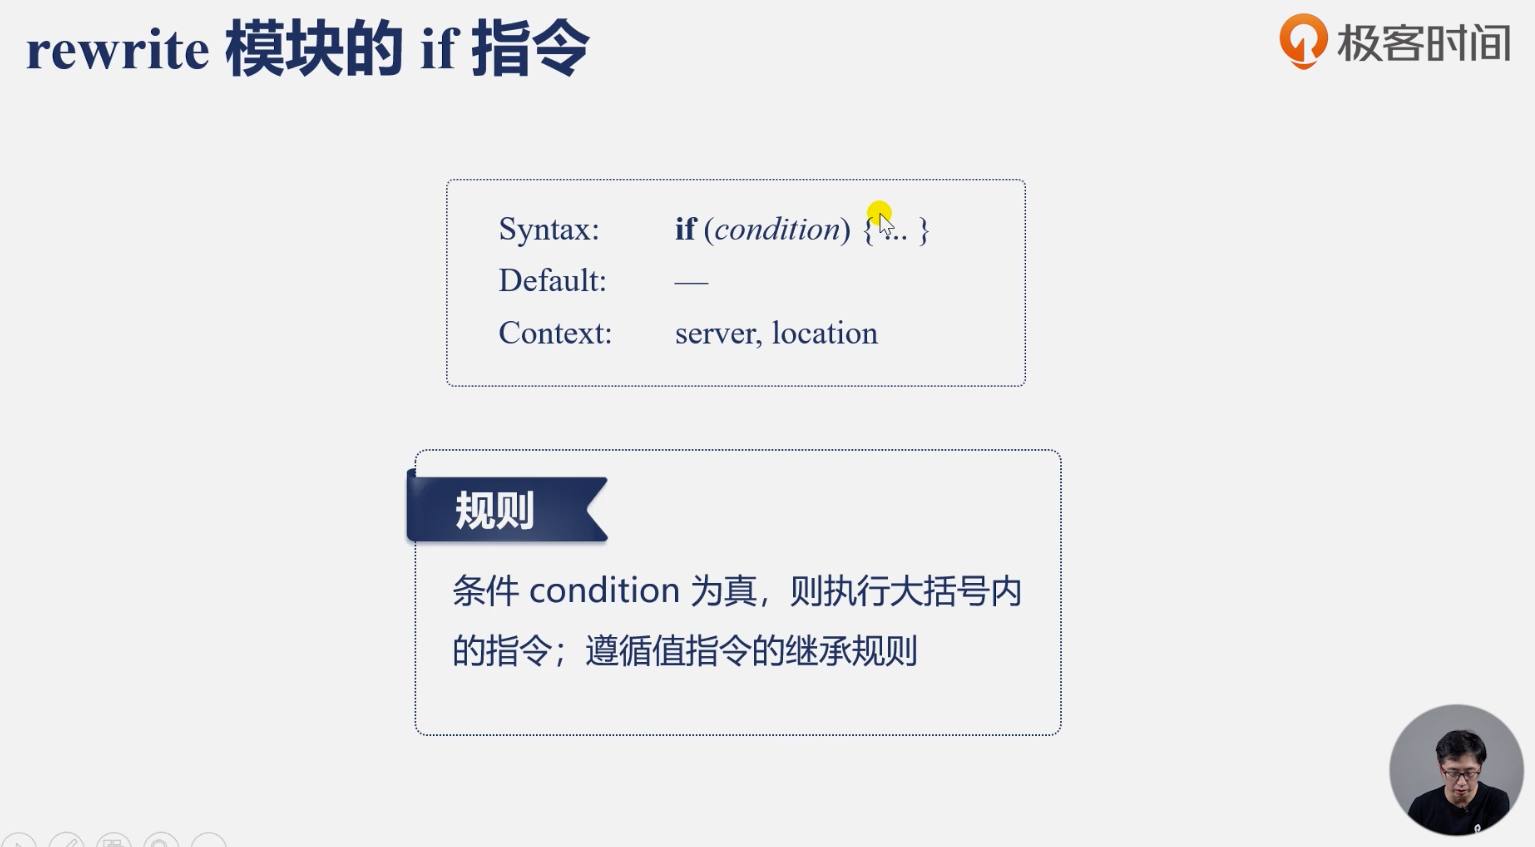 rewrite 模块的 if 指令
极客时间
Syntax: if (condition) { ... }
Default: —
Context: server, location
规则
条件 condition 为真，则执行大括号内
的指令；遵循值指令的继承规则